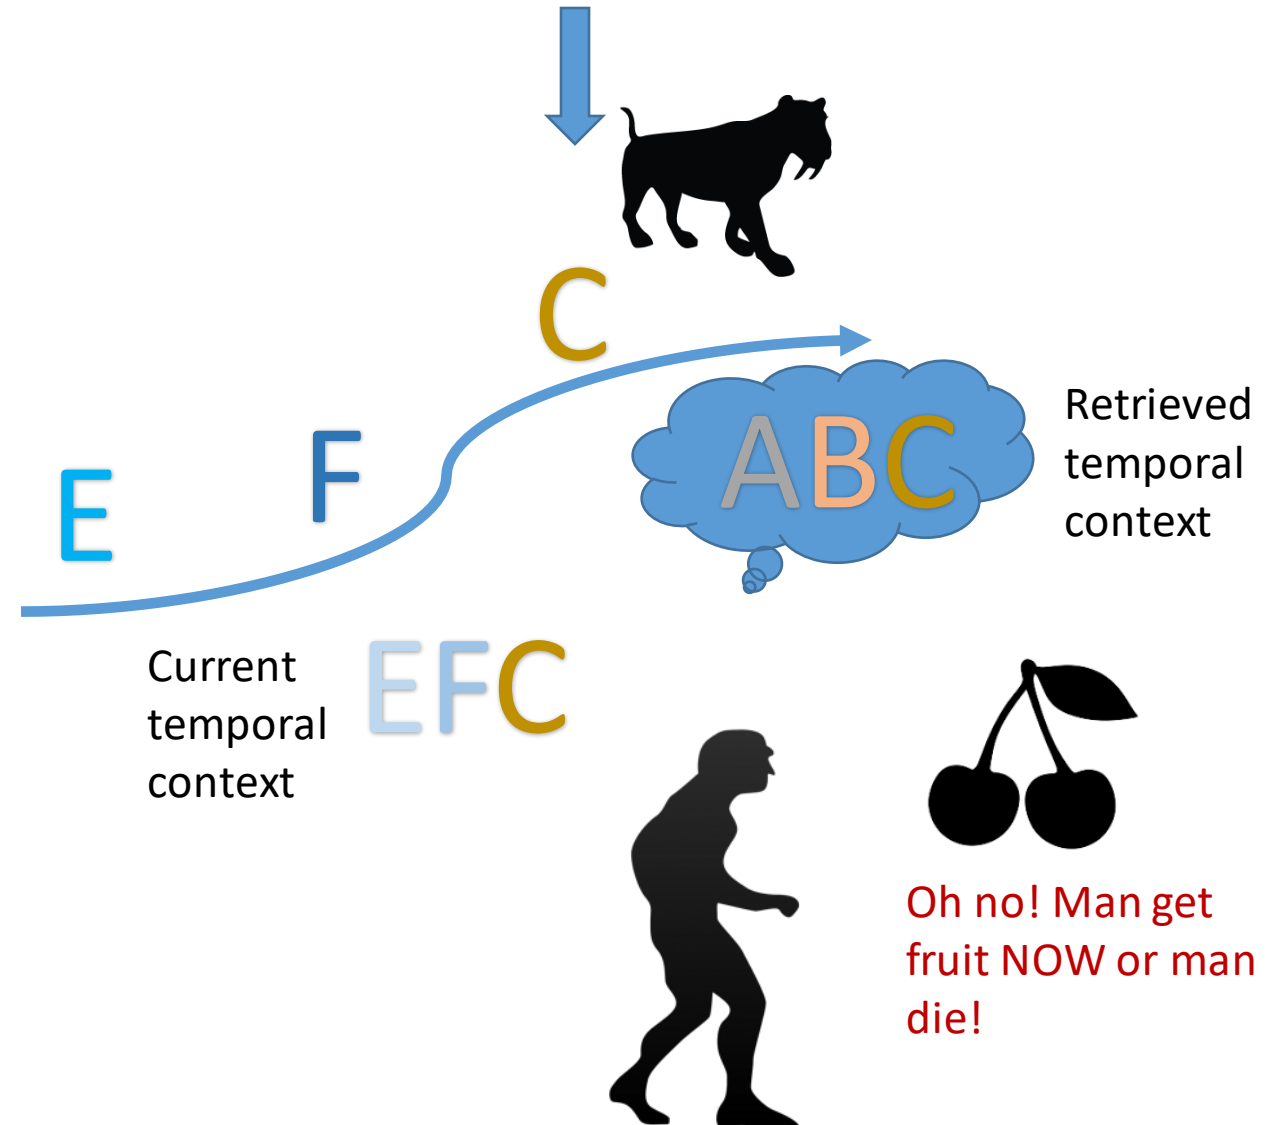 C
ABC
Retrieved
temporal
context
F
E
EFC
Current
temporal
context
Oh no! Man get
fruit NOW or man
die!